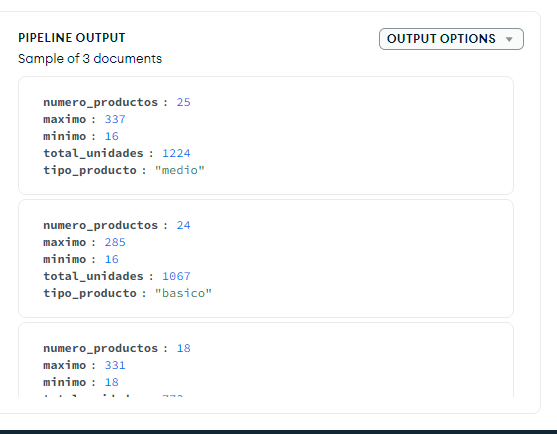 PIPELINE OUTPUT
OUTPUT OPTIONS
Sample of 3 documents
numero_productos : 25
maximo : 337
minimo : 16
total_unidades : 1224
tipo_producto : "medio"
numero_productos : 24
maximo : 285
minimo : 16
total_unidades : 1067
tipo_producto : "basico"
numero_productos : 18
maximo : 331
minimo : 18